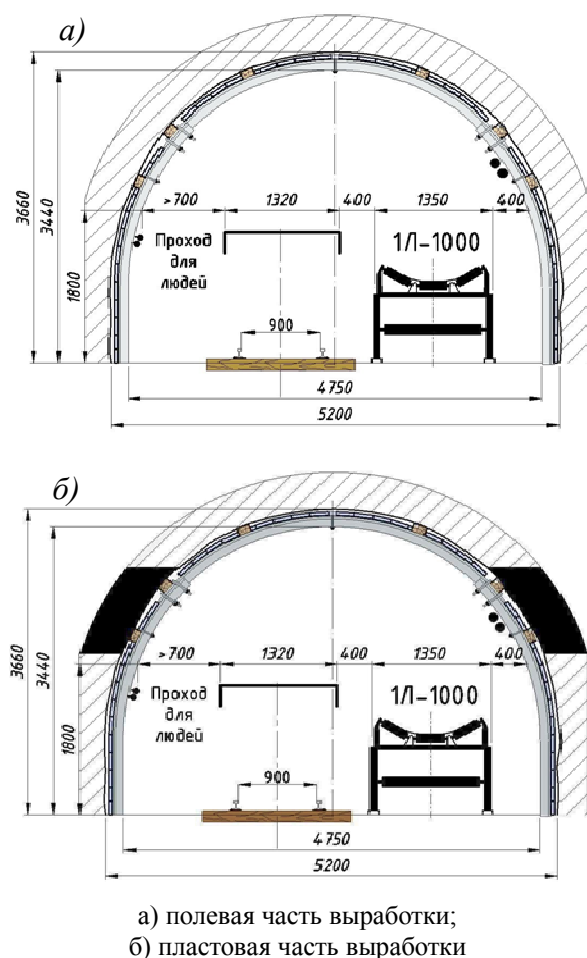 а)
3660
3440
1800
>700 1320 400 1350 400
Проход
для
людей
1Л-1000
900
4750
5200
б)
3660
3440
1800
>700 1320 400 1350 400
Проход
для
людей
1Л-1000
900
4750
5200
а) полевая часть выработки;
б) пластовая часть выработки